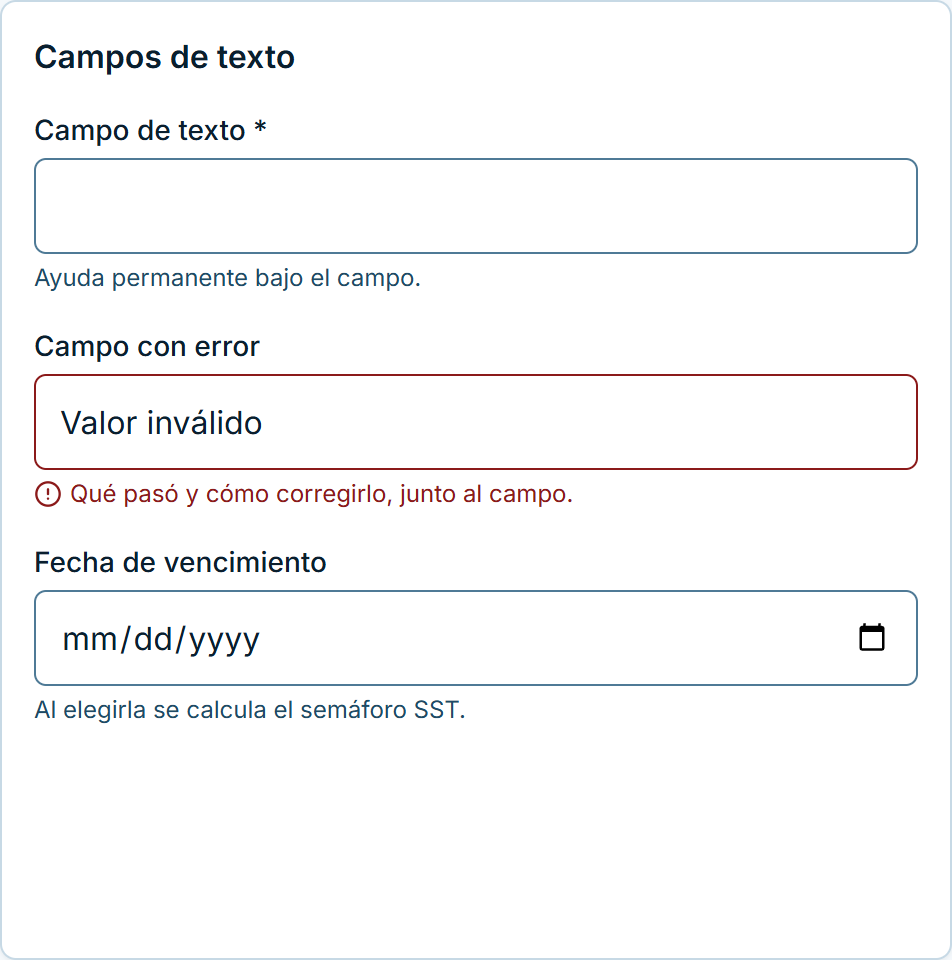 Campos de texto
Campo de texto *
Ayuda permanente bajo el campo.
Campo con error
Valor inválido
Qué pasó y cómo corregirlo, junto al campo.
Fecha de vencimiento
mm/dd/yyyy
Al elegirla se calcula el semáforo SST.